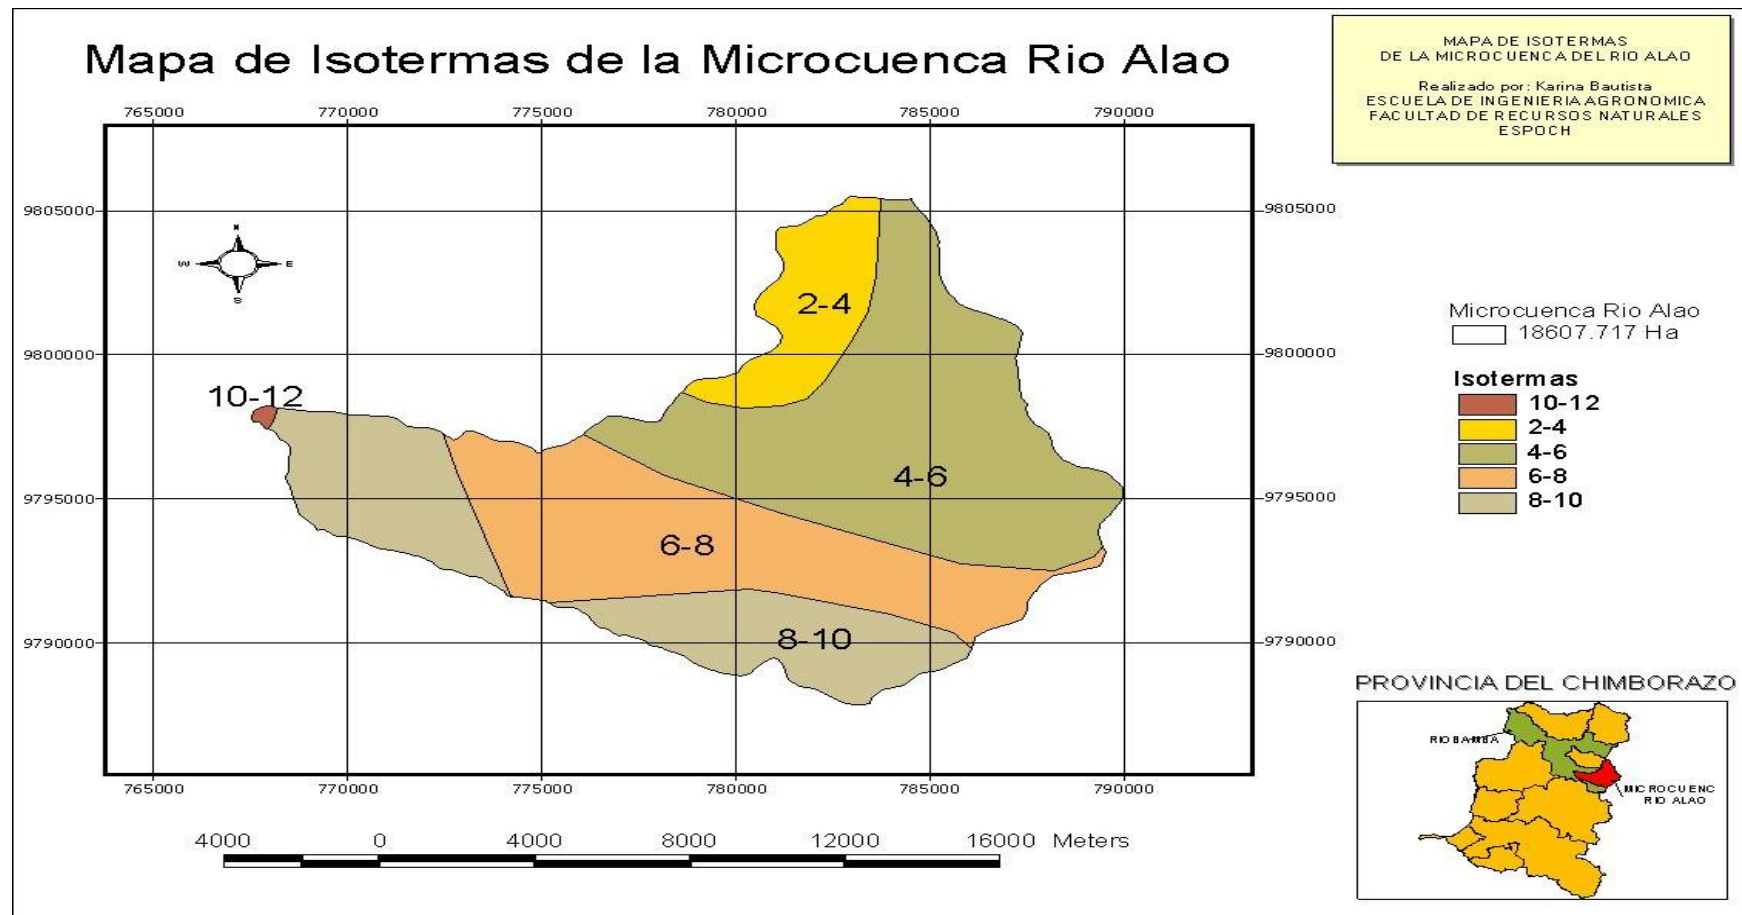 Mapa de Isotermas de la Microcuenca Rio Alao
MAPA DE ISOTERMAS
DE LA MICROCUENCA DEL RIO ALAO
Realizado por: Karina Bautista
ESCUELA DE INGENIERIA AGRONOMICA
FACULTAD DE RECURSOS NATURALES
ESPOCH
765000 770000 775000 780000 785000 790000
9805000 9805000
N
W E
S
2-4
9800000 9800000
10-12
4-6
9795000 9795000
6-8
8-10
9790000 9790000
765000 770000 775000 780000 785000 790000
4000 0 4000 8000 12000 16000 Meters
Microcuenca Rio Alao
18607.717 Ha
Isotermas
10-12
2-4
4-6
6-8
8-10
PROVINCIA DEL CHIMBORAZO
RIOBAMBA
MICROCUENC
RIO ALAO